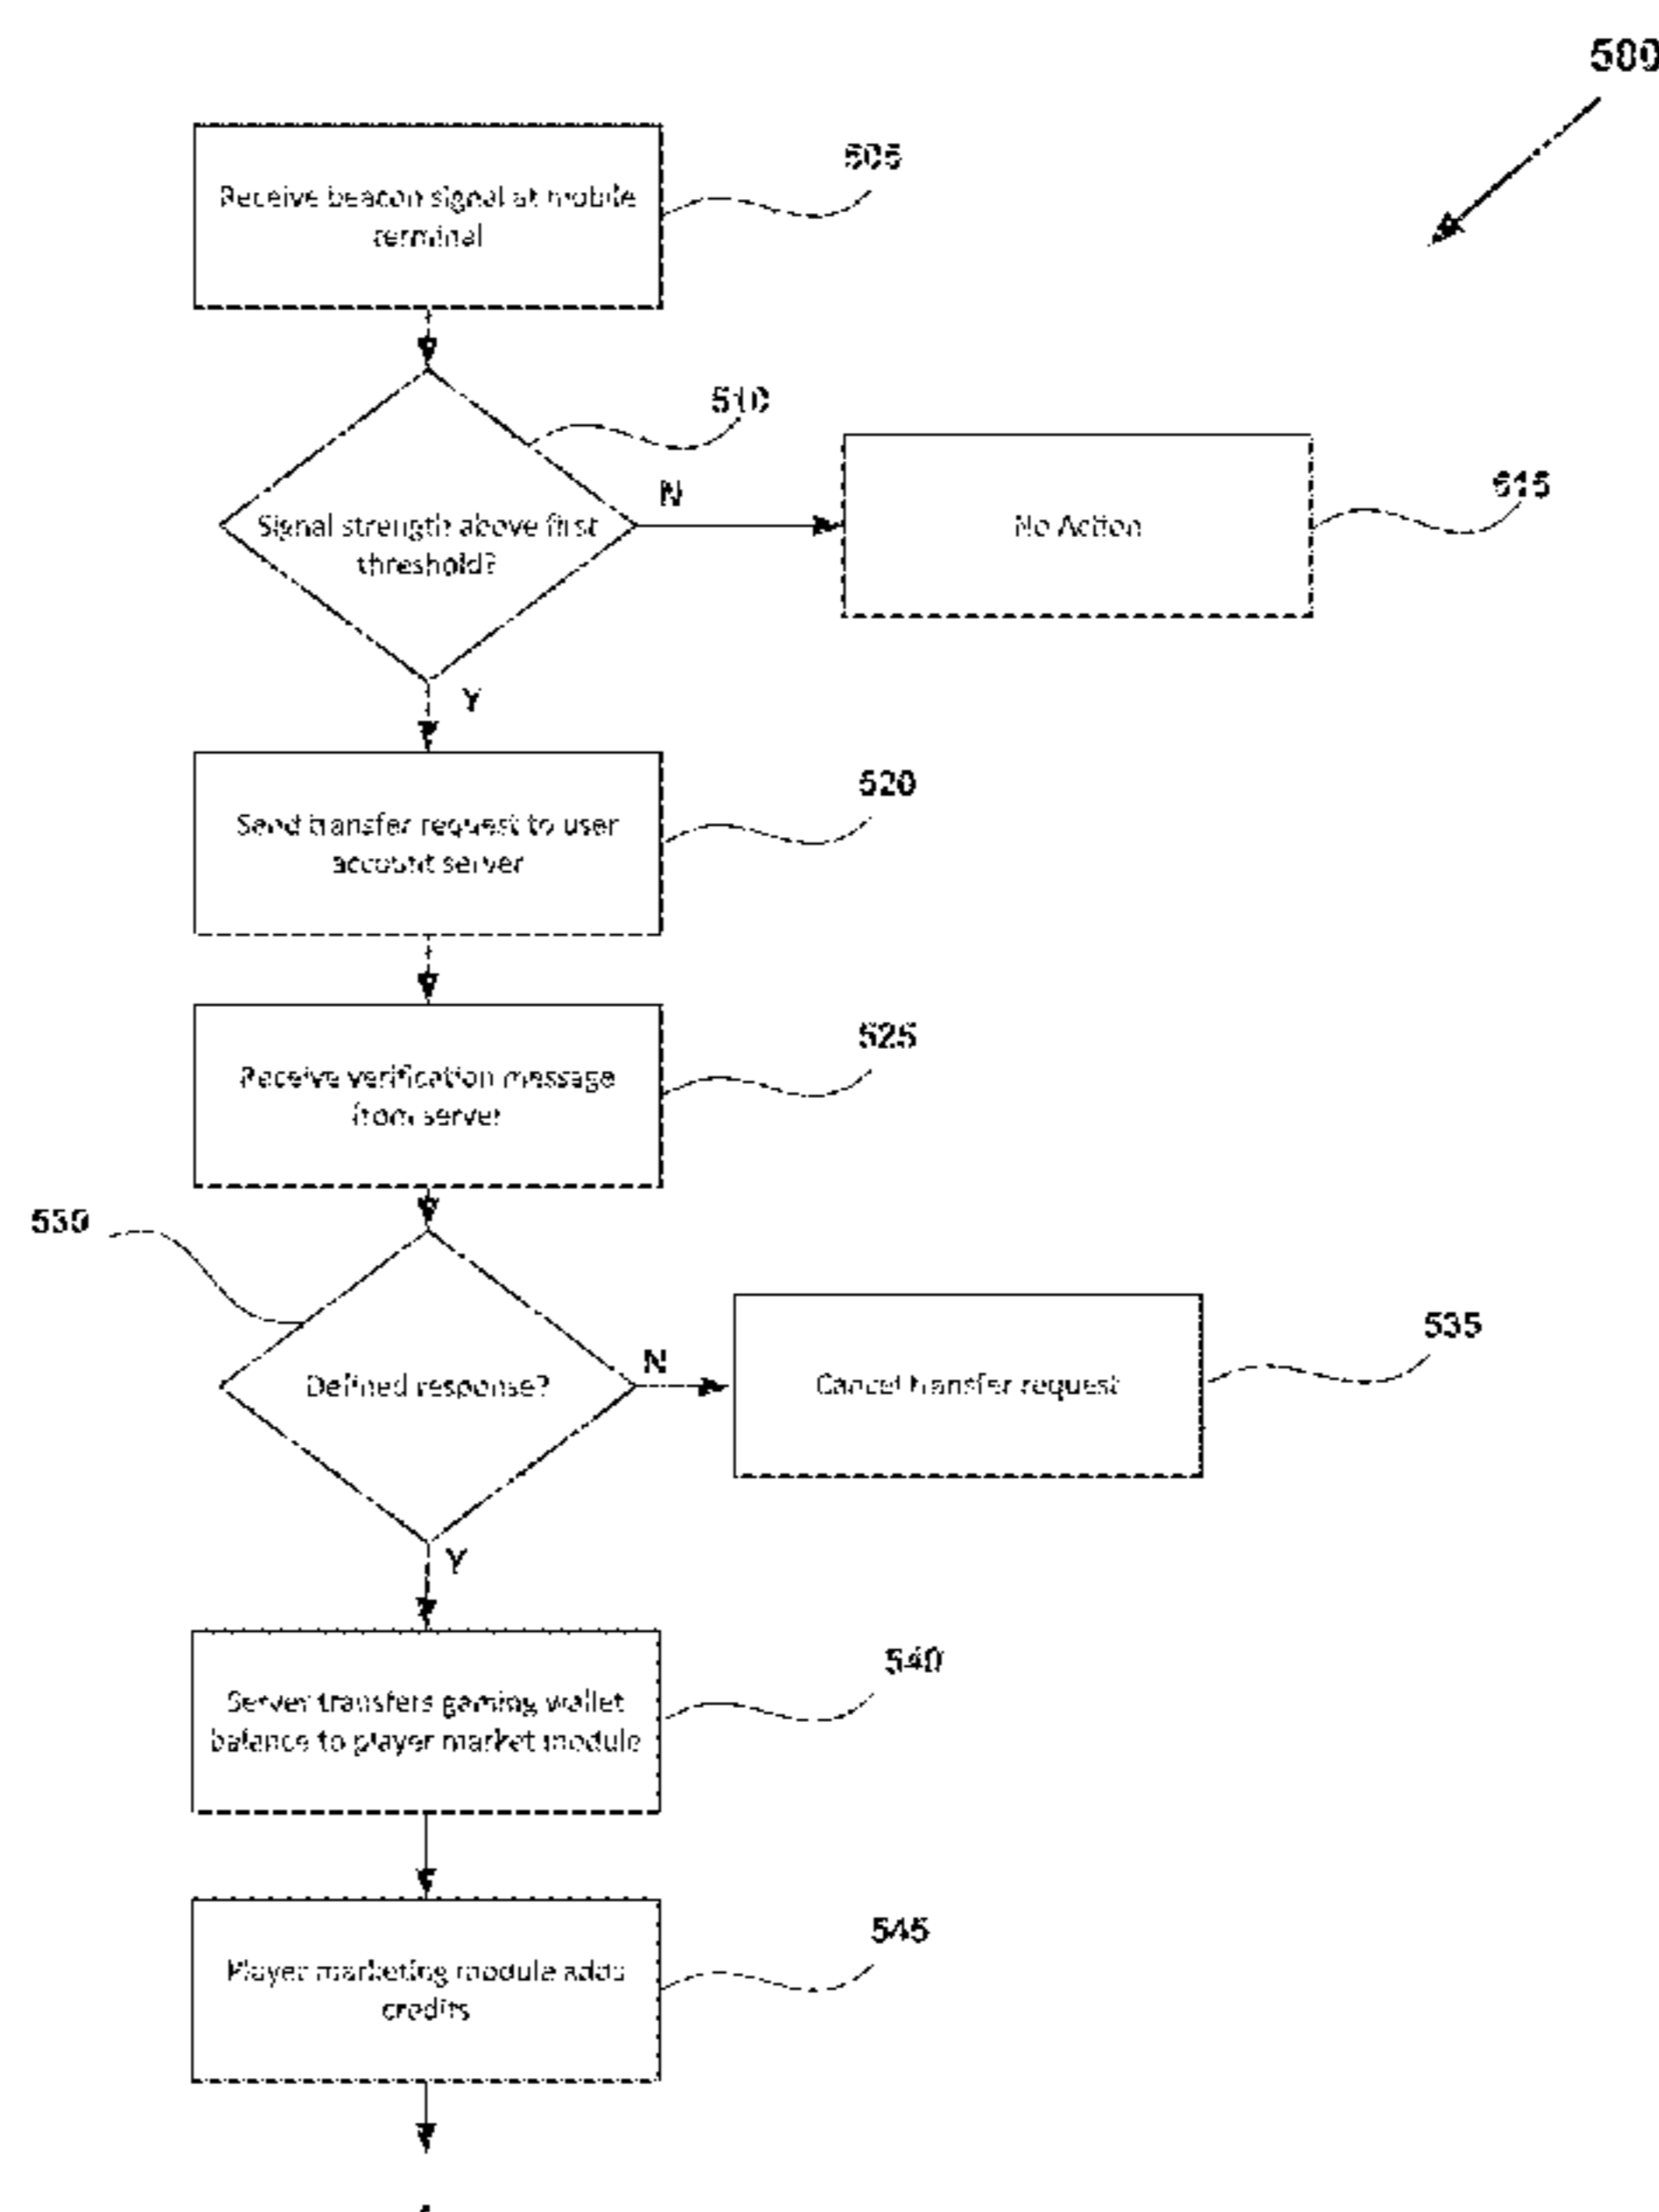 500
Receive beacon signal at mobile
terminal
505
Signal strength above first
threshold?
510
N
No Action
515
Y
Send transfer request to user
account server
520
Receive verification message
from server
525
530
Defined response?
N
Cancel transfer request
535
Y
Server transfers gaming wallet
balance to player market module
540
Player marketing module adds
credits
545